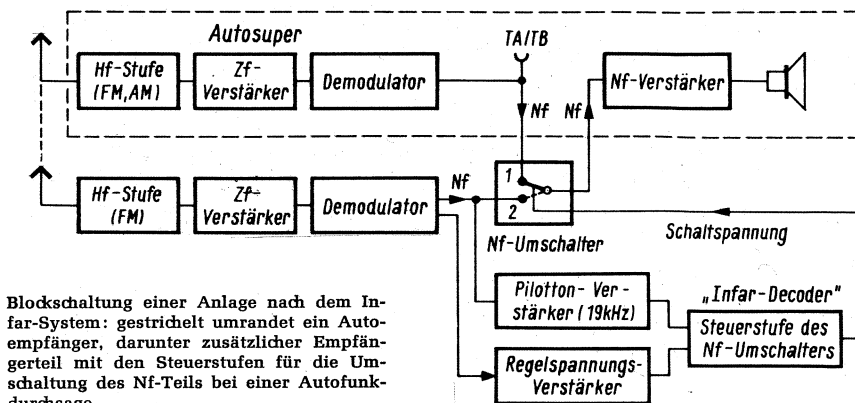 Autosuper
TA/TB
Hf-Stufe
(FM, AM)
Zf-
Verstärker
Demodulator
Nf-Verstärker
Nf
Nf
Hf-Stufe
(FM)
Zf-
Verstärker
Demodulator
Nf
1
2
Nf-Umschalter
Schaltspannung
Pilotton-Ver-
stärker (19kHz)
„Infar-Decoder"
Steuerstufe des
Nf-Umschalters
Regelspannungs-
Verstärker
Blockschaltung einer Anlage nach dem In-
far-System: gestrichelt umrandet ein Auto-
empfänger, darunter zusätzlicher Empfän-
gerteil mit den Steuerstufen für die Um-
schaltung des Nf-Teils bei einer Autofunk-
durchsage